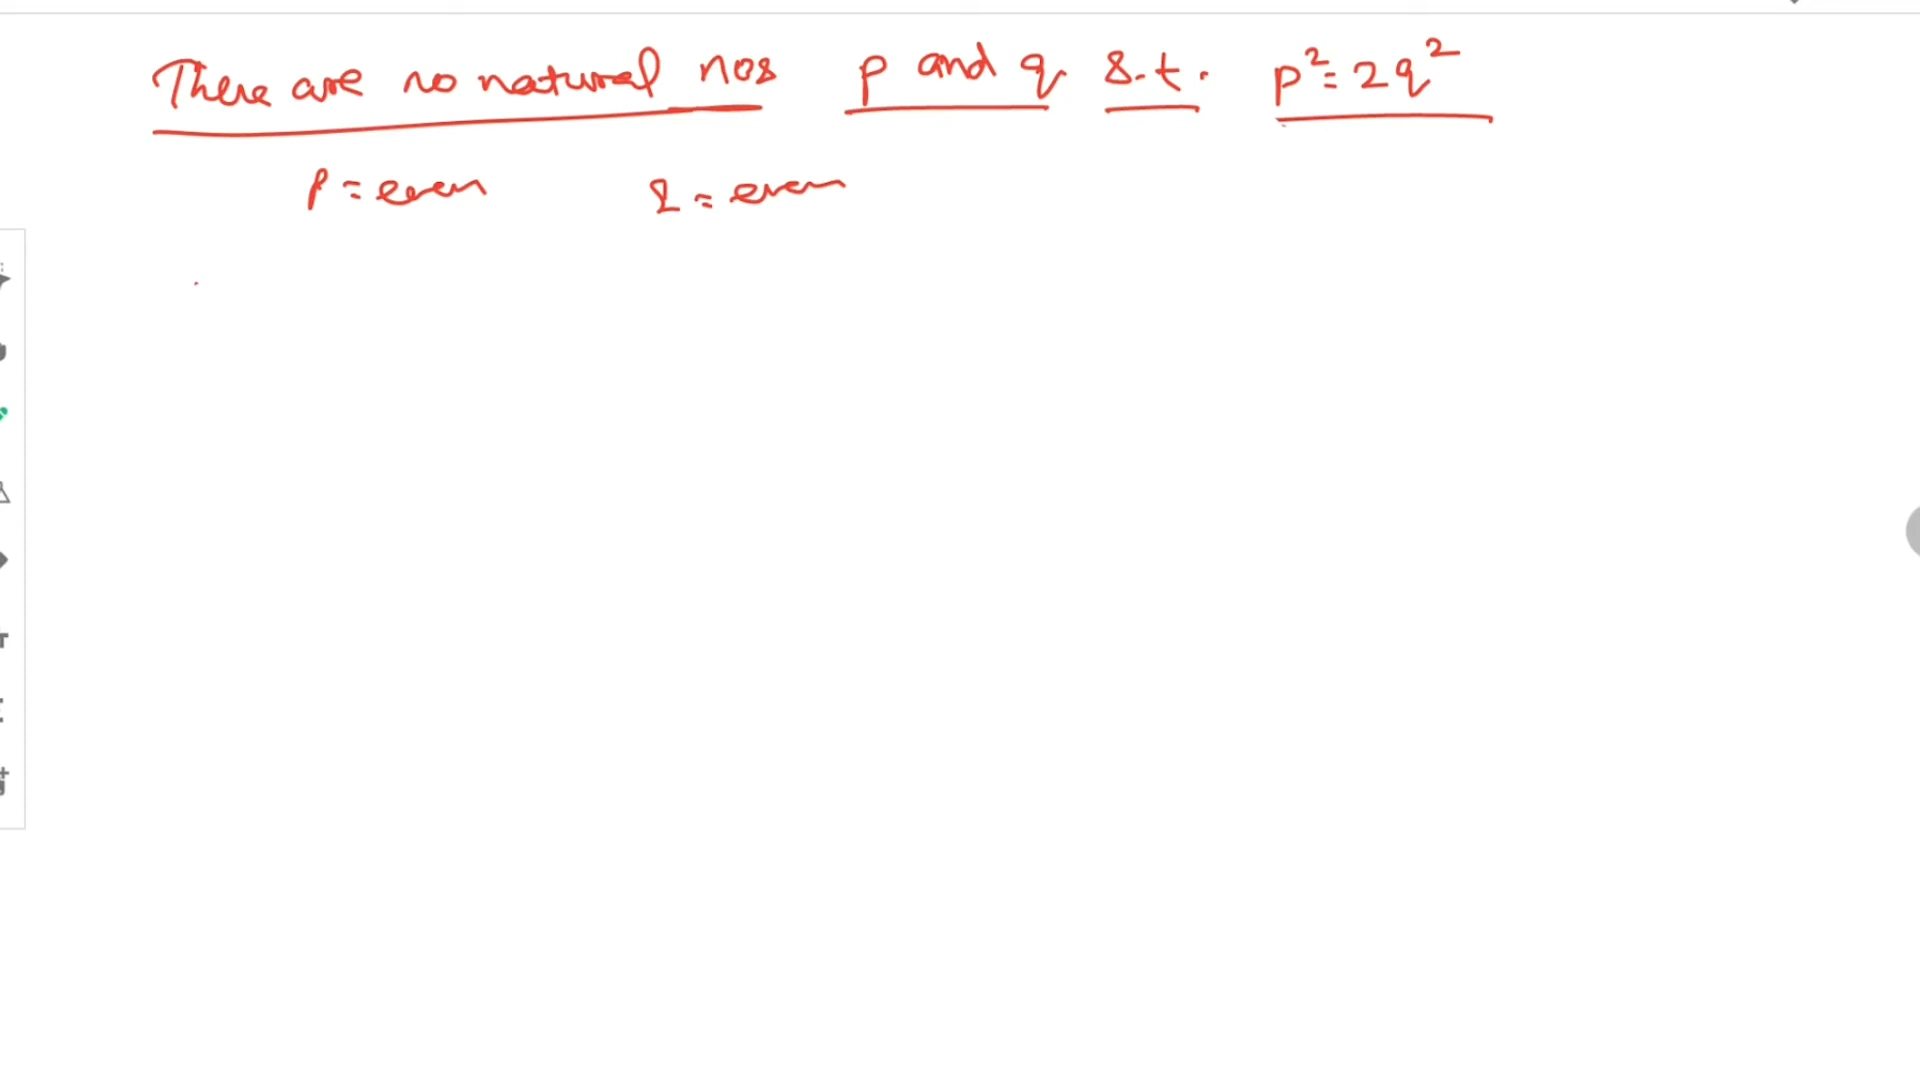 There are no natural nos p and q s.t. p² = 2q²
p = even q = even